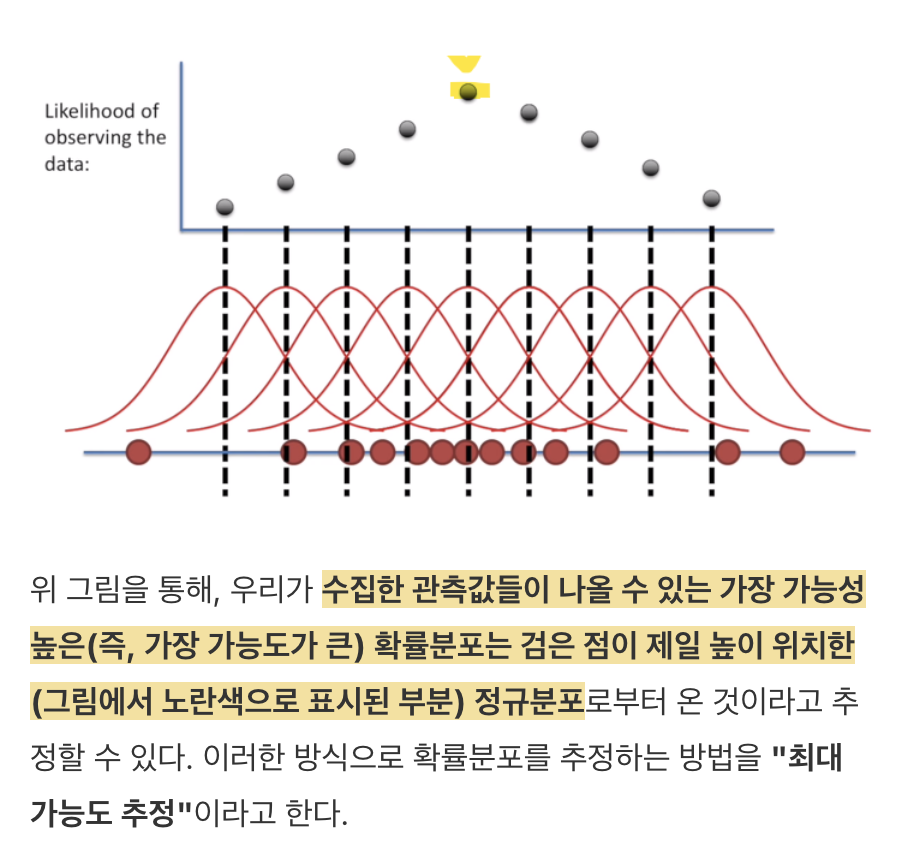 Likelihood of
observing the
data:
위 그림을 통해, 우리가 수집한 관측값들이 나올 수 있는 가장 가능성
높은(즉, 가장 가능도가 큰) 확률분포는 검은 점이 제일 높이 위치한
(그림에서 노란색으로 표시된 부분) 정규분포로부터 온 것이라고 추
정할 수 있다. 이러한 방식으로 확률분포를 추정하는 방법을 "최대
가능도 추정"이라고 한다.